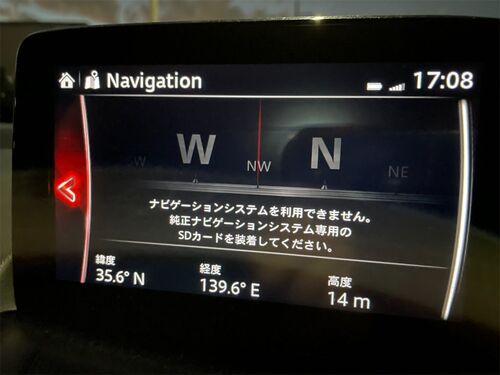 Navigation 17:08
W W NW N NE
ナビゲーションシステムを利用できません。
純正ナビゲーションシステム専用の
SDカードを装着してください。
緯度 経度 高度
35.6° N 139.6° E 14 m